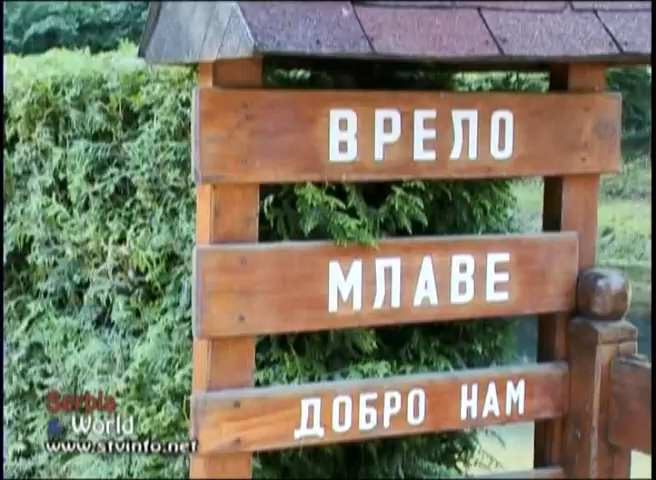 ВРЕЛО
МЛАВЕ
ДОБРО НАМ
Serbia
& World
www.stvinfo.net